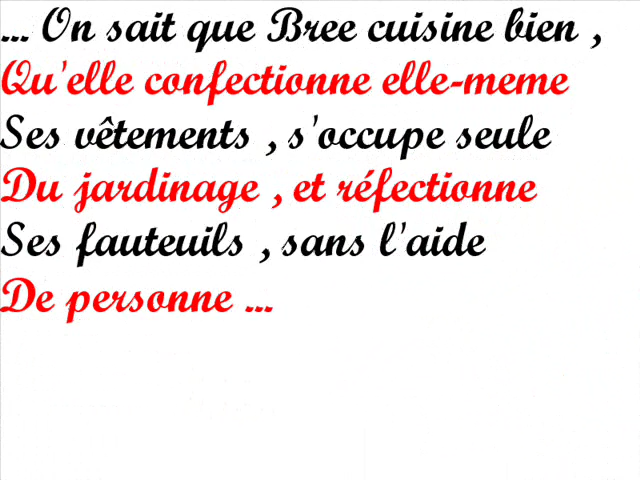 ... On sait que Bree cuisine bien ,
Qu'elle confectionne elle-meme
Ses vêtements , s'occupe seule
Du jardinage , et réfectionne
Ses fauteuils , sans l'aide
De personne ...